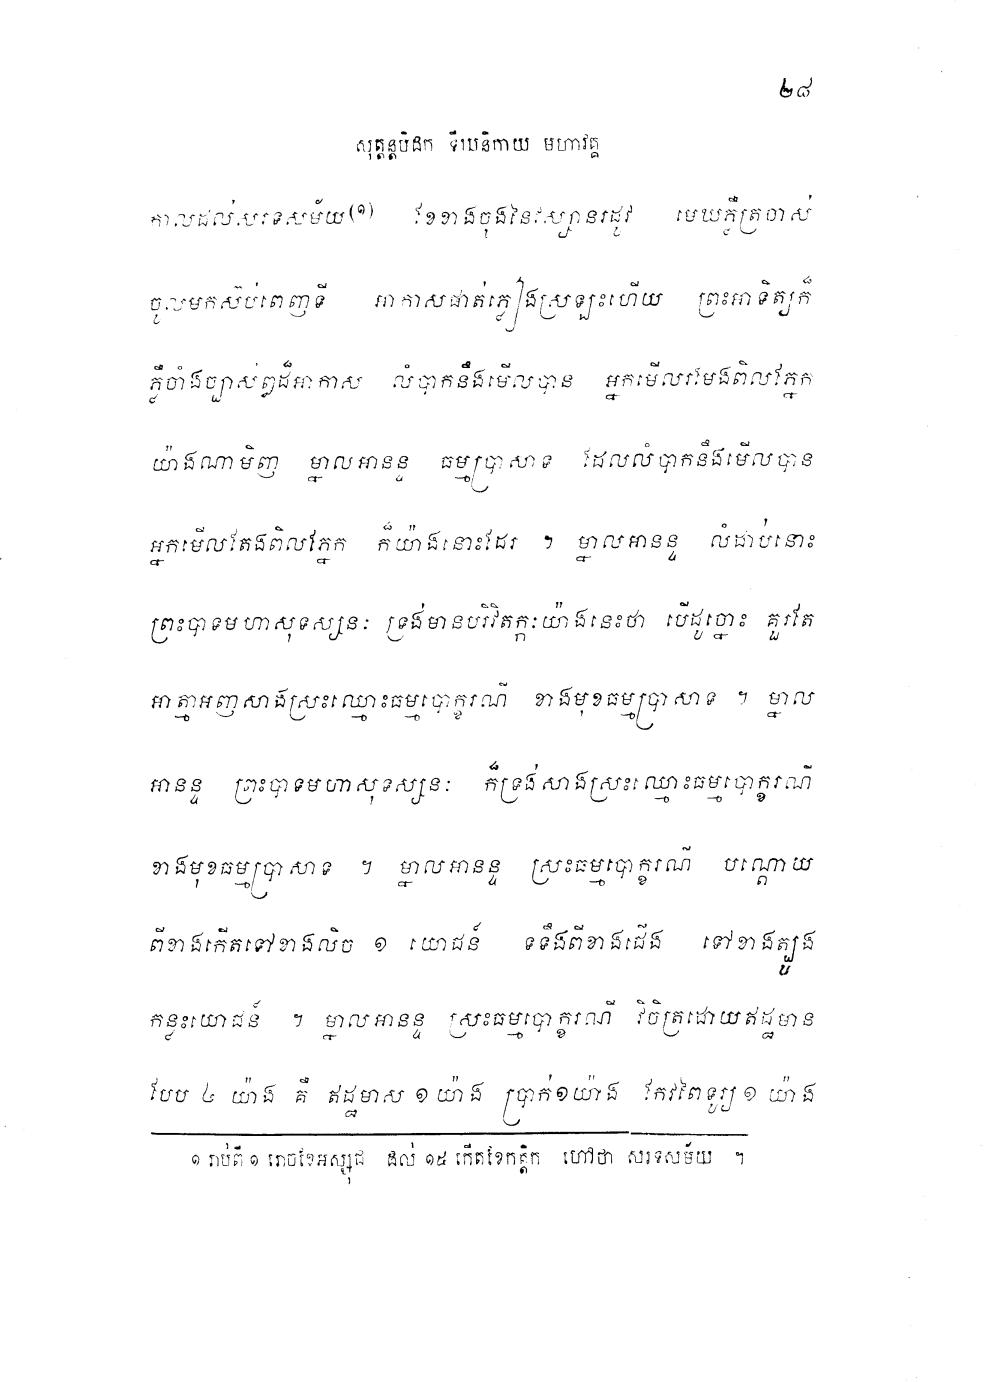 ២៨
សុត្តន្តបិដក ទីឃនិកាយ មហាវគ្គ
កាលដល់សរទសម័យ(១) ខែខាងចុងនៃវស្សានរដូវ មេឃភ្លឺត្រចាស់
ចូលមកសប់ពេញទី អាកាសផាត់ភ្លៀងស្រឡះហើយ ព្រះអាទិត្យក៏
ភ្លឺចាំងច្បាស់ឰដ៏អាកាស លំបាកនឹងមើលបាន អ្នកមើលរមែងពិលភ្នែក
យ៉ាងណាមិញ ម្នាលអានន្ទ ធម្មប្រាសាទ ដែលលំបាកនឹងមើលបាន
អ្នកមើលតែងពិលភ្នែក ក៏យ៉ាងនោះដែរ ។ ម្នាលអានន្ទ លំដាប់នោះ
ព្រះបាទមហាសុទស្សនៈ ទ្រង់មានបរិវិតក្កៈយ៉ាងនេះថា បើដូច្នោះ គួរតែ
អាត្មាអញសាងស្រះឈ្មោះធម្មបោក្ខរណី ខាងមុខធម្មប្រាសាទ ។ ម្នាល
អានន្ទ ព្រះបាទមហាសុទស្សនៈ ក៏ទ្រង់សាងស្រះឈ្មោះធម្មបោក្ខរណី
ខាងមុខធម្មប្រាសាទ ។ ម្នាលអានន្ទ ស្រះធម្មបោក្ខរណី បណ្តោយ
ពីខាងកើតទៅខាងលិច ១ យោជន៍ ទទឹងពីខាងជើង ទៅខាងត្បូង
កន្លះយោជន៍ ។ ម្នាលអានន្ទ ស្រះធម្មបោក្ខរណី វិចិត្រដោយឥដ្ឋមាន
បែប ៤ យ៉ាង គឺ ឥដ្ឋមាស ១ យ៉ាង ប្រាក់១យ៉ាង កែវពៃទូរ្យ ១ យ៉ាង
១ រាប់ពី ១ រោចខែអស្សុជ ដល់ ១៥ កើតខែកត្តិក ហៅថា សរទសម័យ ។